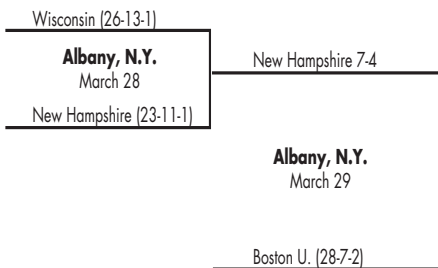 Wisconsin (26-13-1)
Albany, N.Y.
March 28
New Hampshire 7-4
New Hampshire (23-11-1)
Albany, N.Y.
March 29
Boston U. (28-7-2)